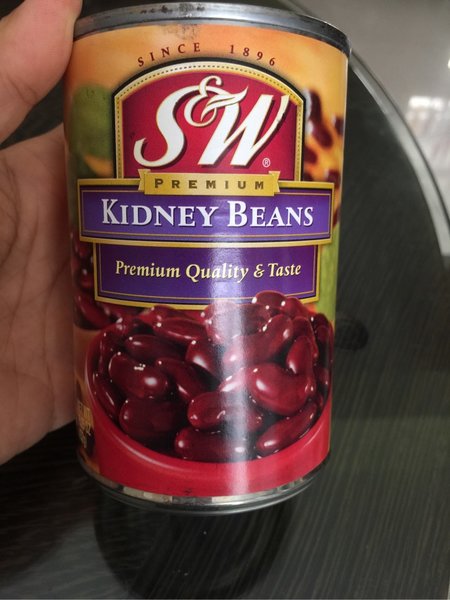 SINCE 1896
S&W®
PREMIUM
KIDNEY BEANS
Premium Quality & Taste